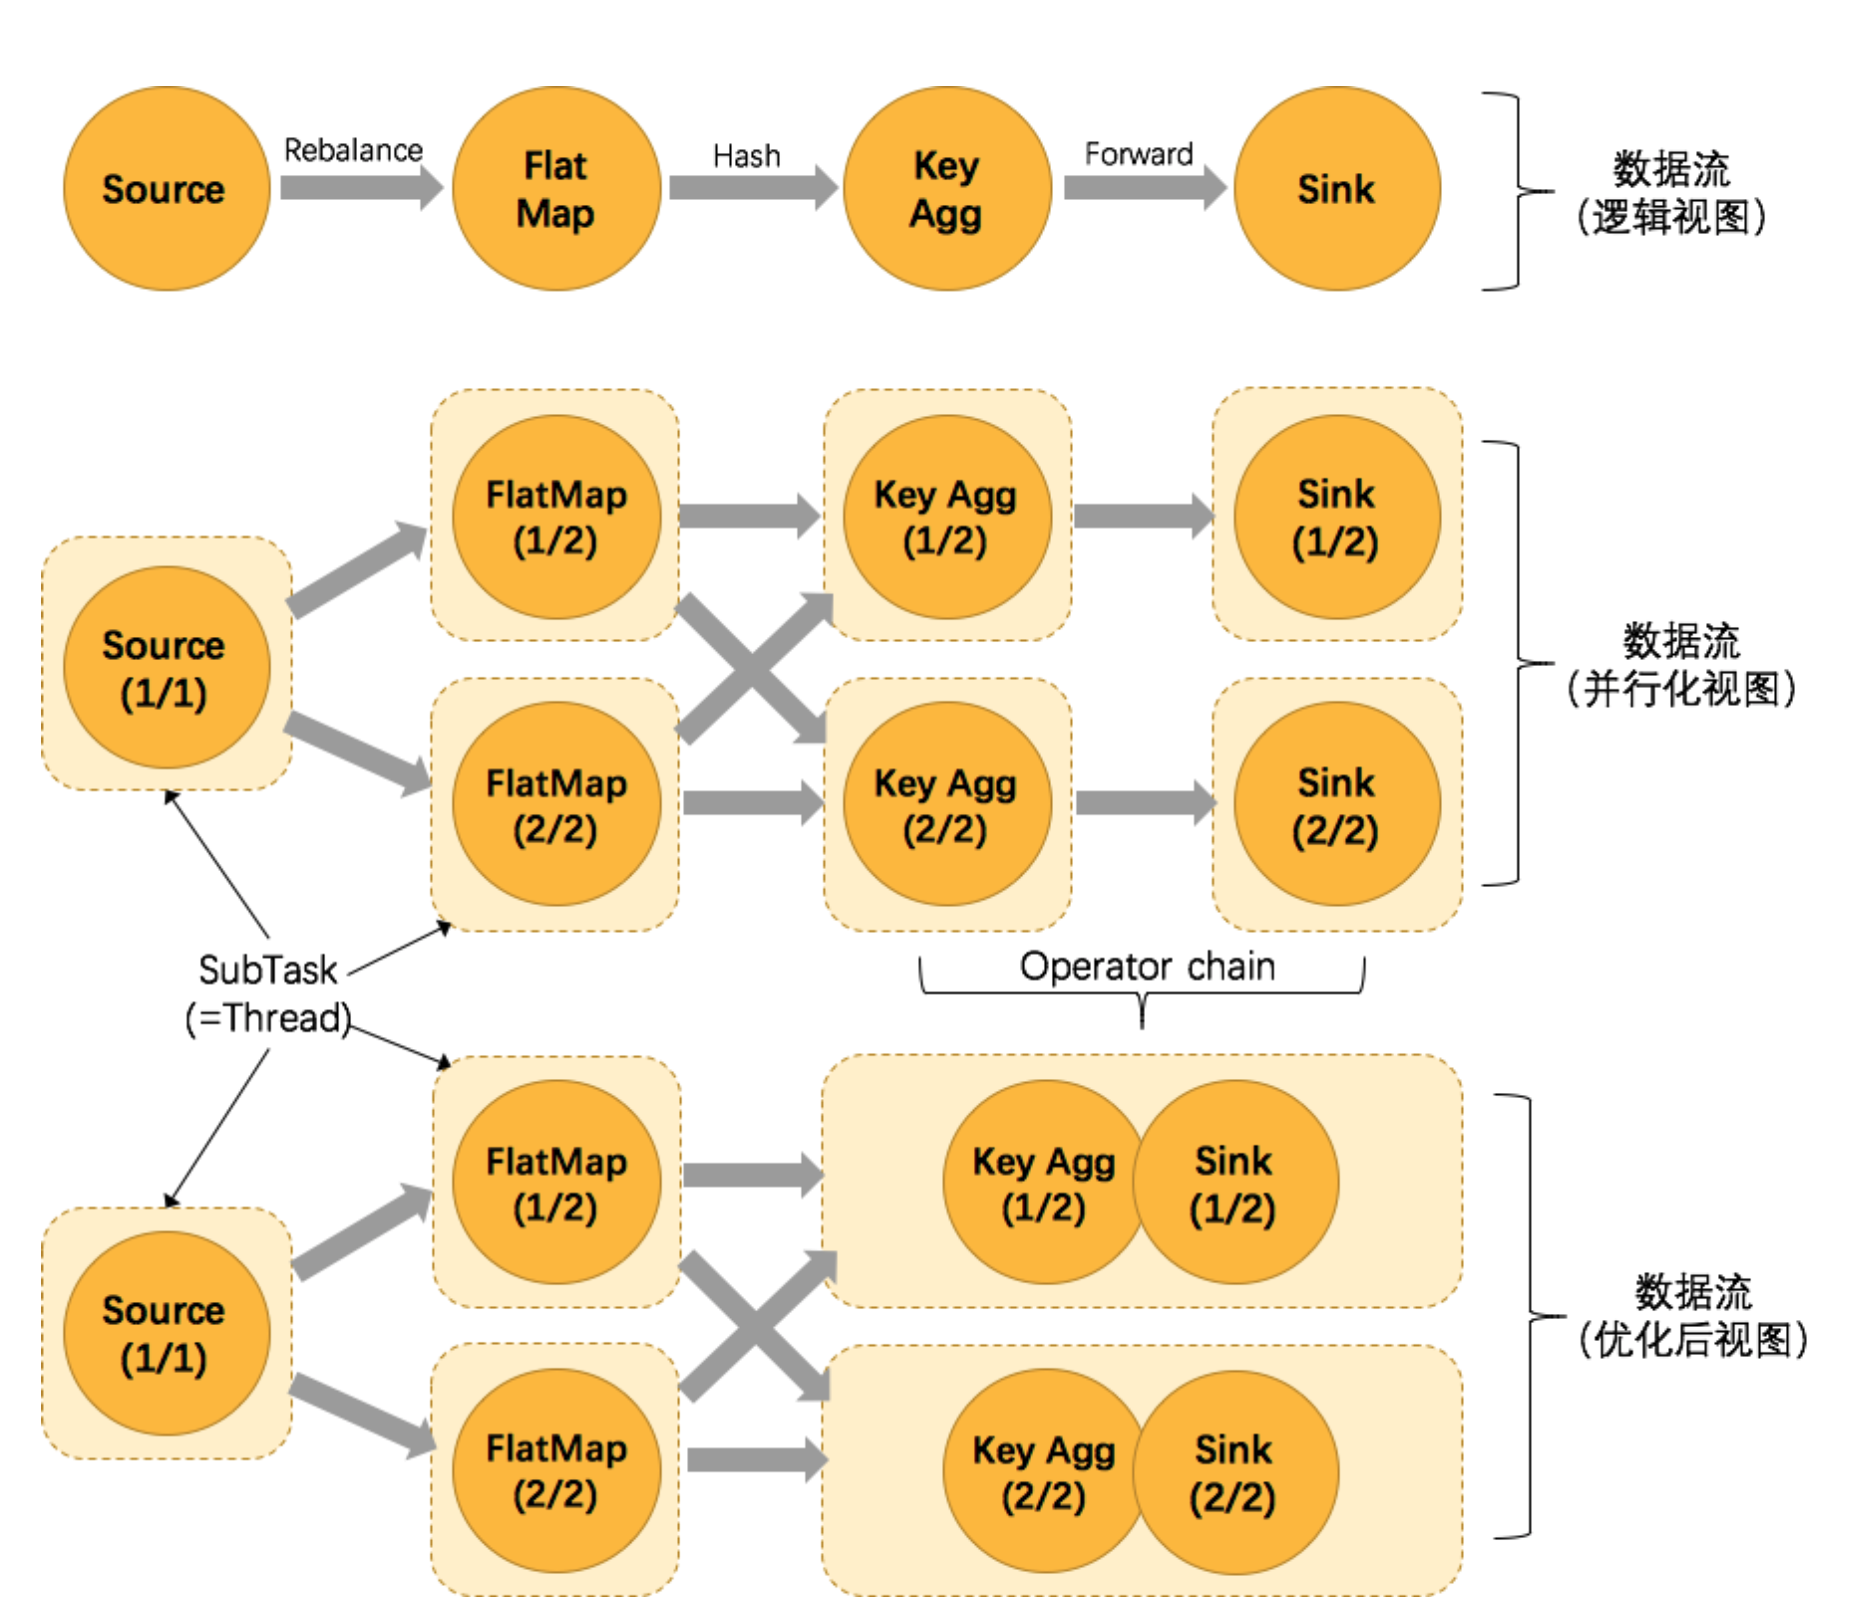 Rebalance
Hash
Forward
Source
Flat
Map
Key
Agg
Sink
数据流
(逻辑视图)
FlatMap
(1/2)
Key Agg
(1/2)
Sink
(1/2)
Source
(1/1)
FlatMap
(2/2)
Key Agg
(2/2)
Sink
(2/2)
数据流
(并行化视图)
SubTask
(=Thread)
Operator chain
FlatMap
(1/2)
Key Agg
(1/2)
Sink
(1/2)
Source
(1/1)
FlatMap
(2/2)
Key Agg
(2/2)
Sink
(2/2)
数据流
(优化后视图)